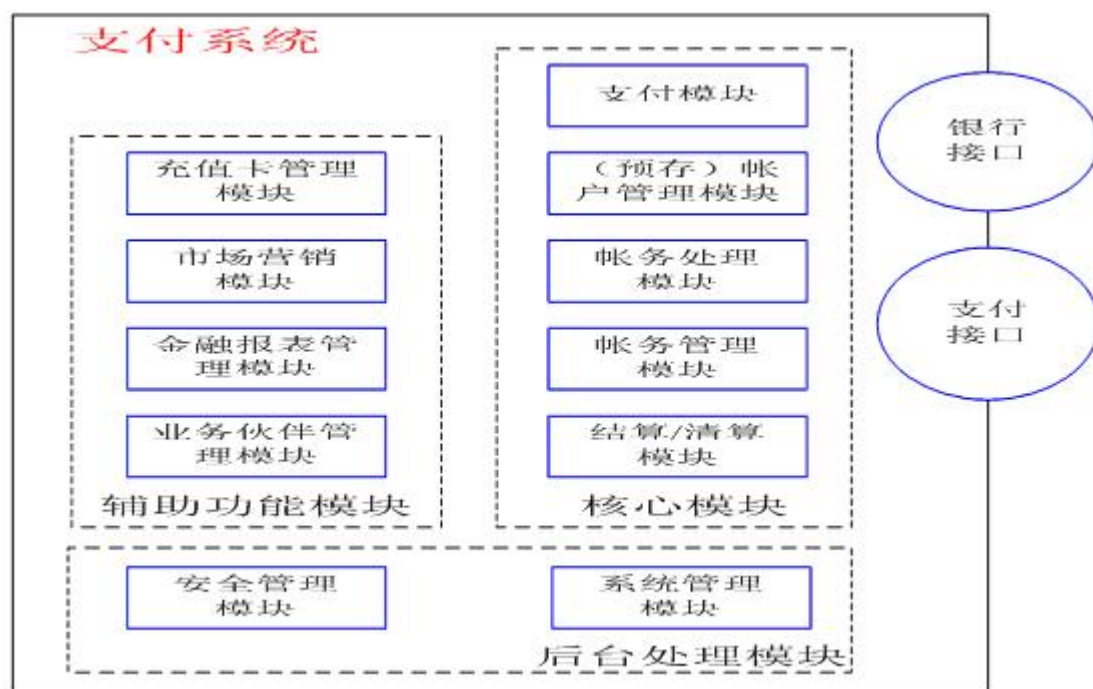 支付系统
充值卡管理
模块
市场营销
模块
金融报表管
理模块
业务伙伴管
理模块
辅助功能模块
支付模块
（预存）帐
户管理模块
帐务处理
模块
帐务管理
模块
结算/清算
模块
核心模块
银行
接口
支付
接口
安全管理
模块
系统管理
模块
后台处理模块